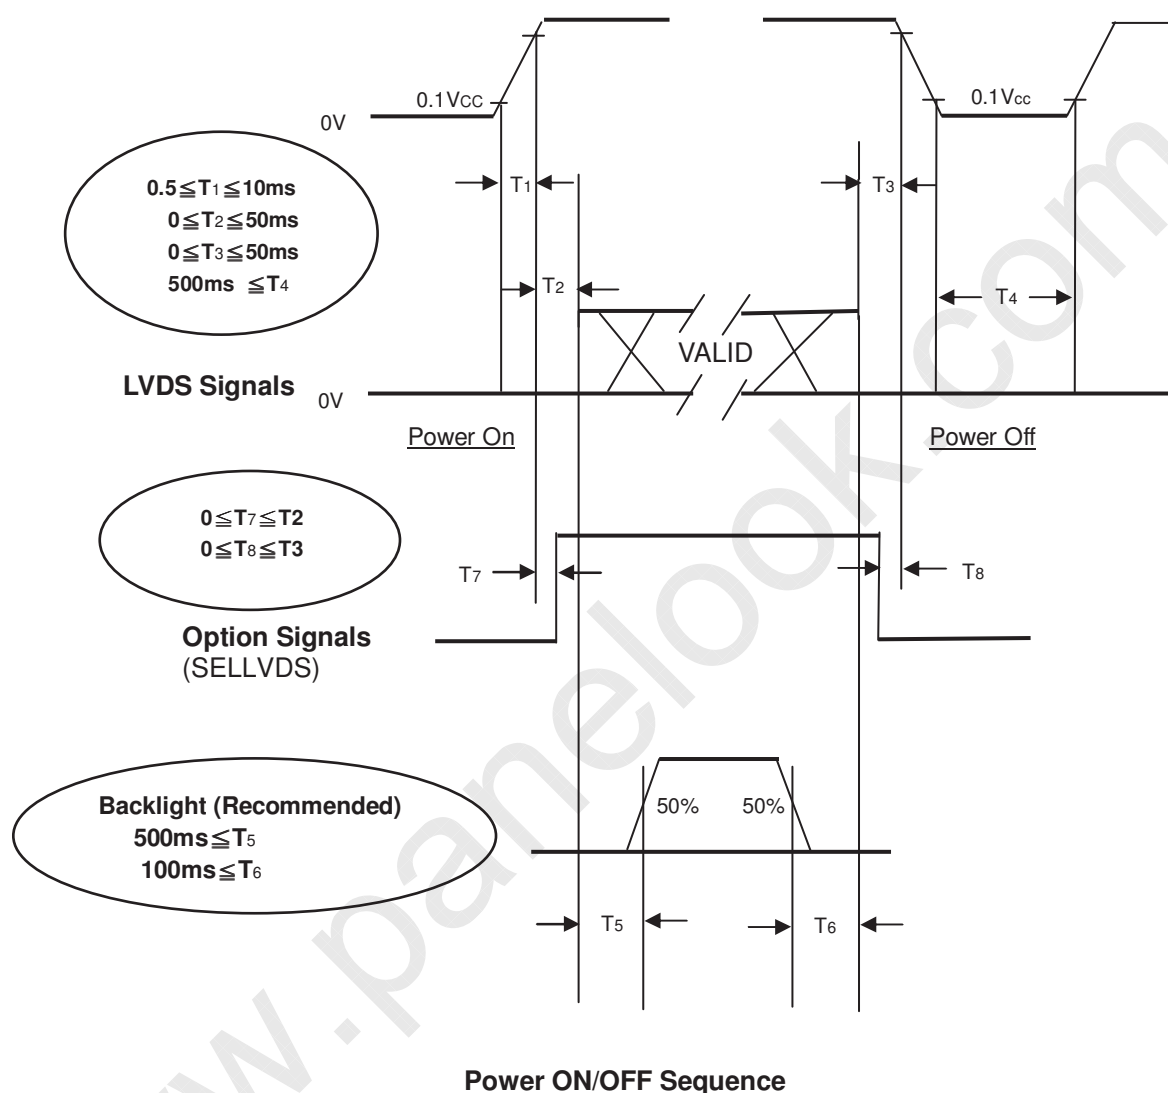 0.1Vcc
0.1Vcc
0V
0.5≦T1≦10ms
0≦T2≦50ms
0≦T3≦50ms
500ms ≦T4
T1
T3
T2
T4
VALID
LVDS Signals
0V
Power On
Power Off
0≦T7≦T2
0≦T8≦T3
T7
T8
Option Signals
(SELLVDS)
Backlight (Recommended)
500ms≦T5
100ms≦T6
50%
50%
T5
T6
Power ON/OFF Sequence
w.panelook.com